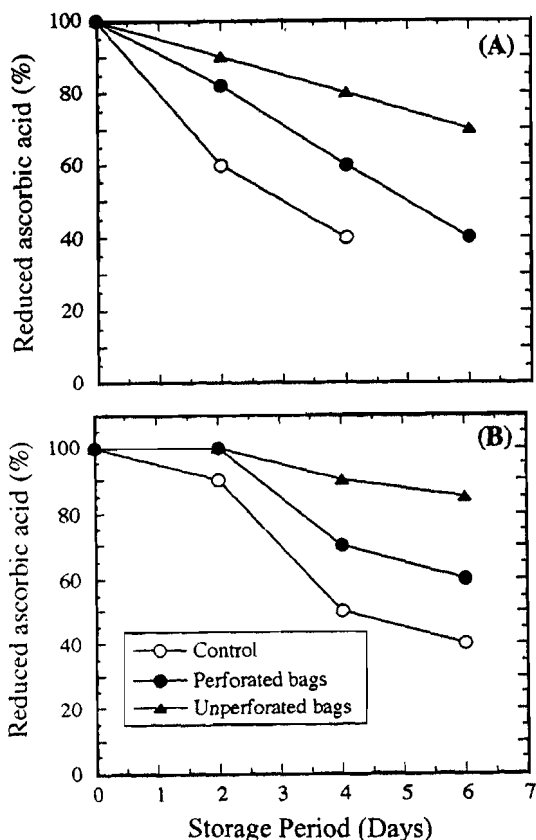 100
80
60
40
20
0
Reduced ascorbic acid (%)
(A)
100
80
60
40
20
0
Reduced ascorbic acid (%)
(B)
Control
Perforated bags
Unperforated bags
0 1 2 3 4 5 6 7
Storage Period (Days)